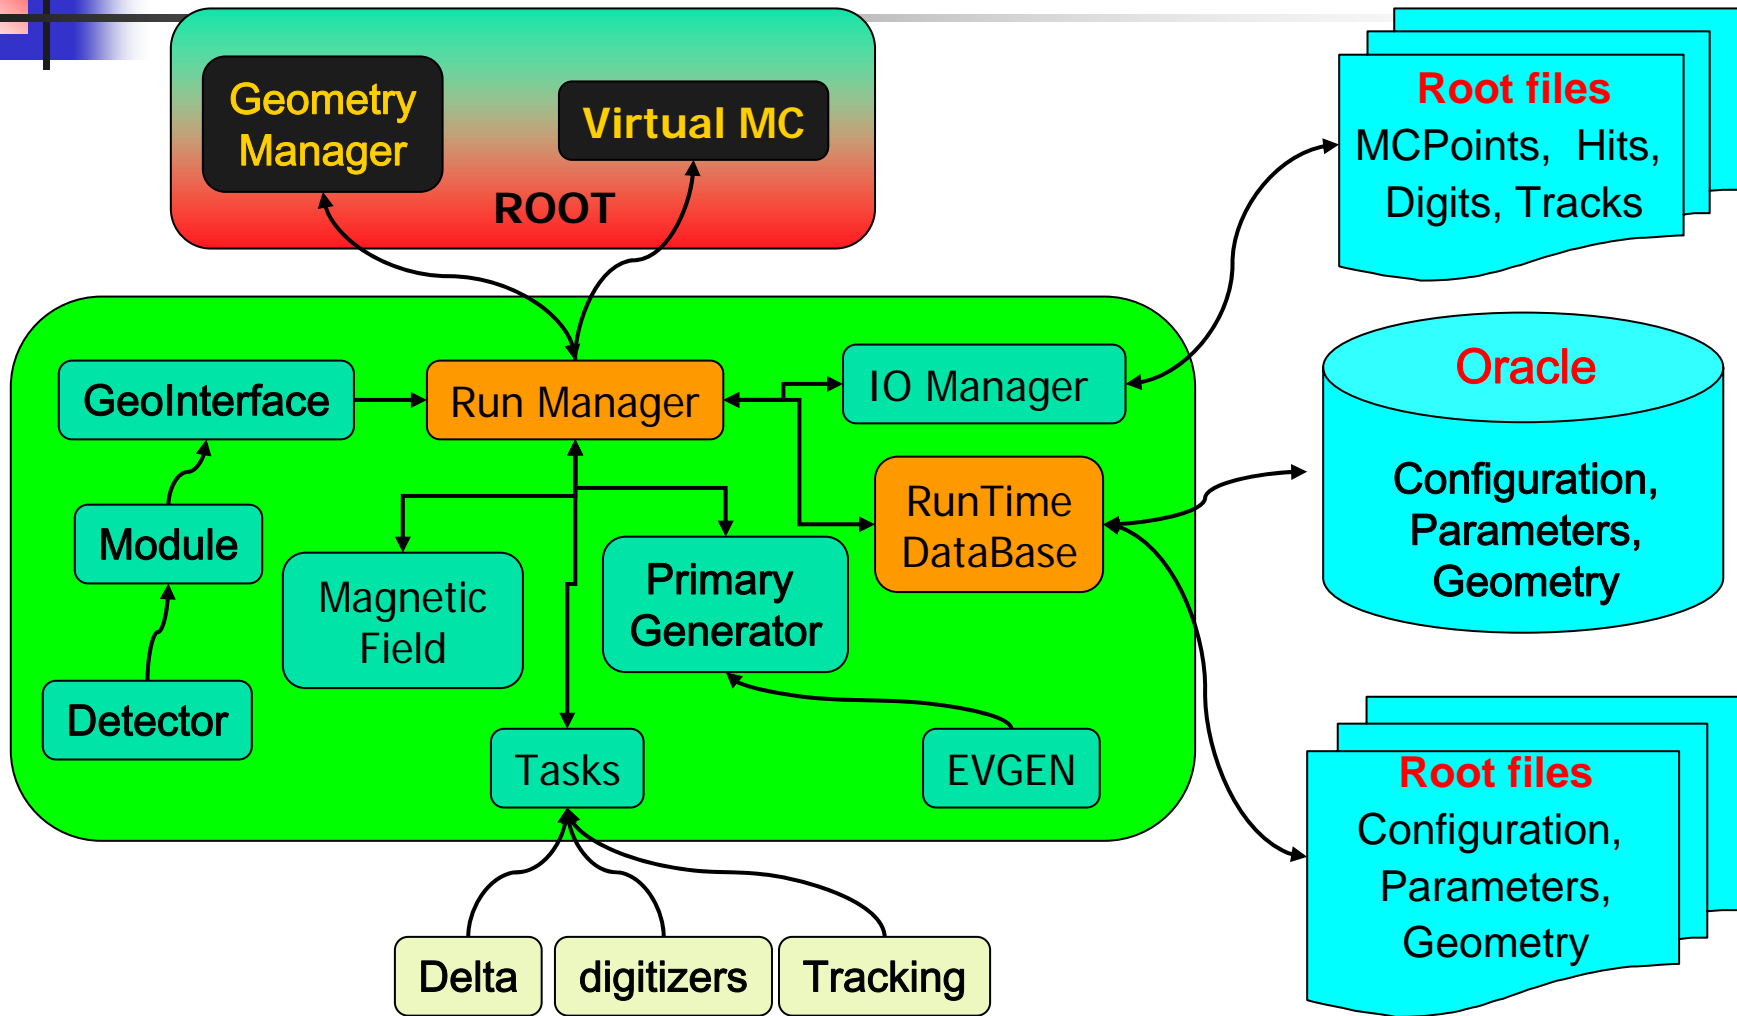 Geometry
Manager
Virtual MC
ROOT
Root files
MCPoints, Hits,
Digits, Tracks
GeoInterface
Run Manager
IO Manager
Oracle
Configuration,
Parameters,
Geometry
Module
RunTime
DataBase
Magnetic
Field
Primary
Generator
Detector
Tasks
EVGEN
Root files
Configuration,
Parameters,
Geometry
Delta
digitizers
Tracking